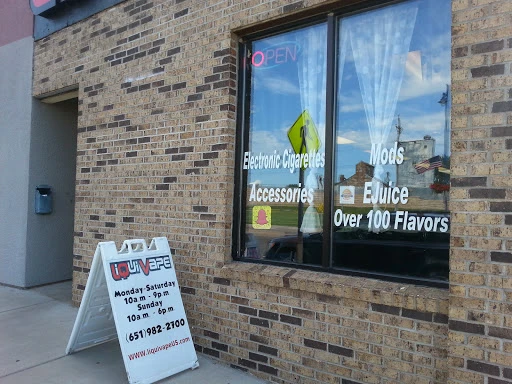 OPEN
Electronic Cigarettes
Accessories
Mods
EJuice
Over 100 Flavors
LiQuiVape
Monday-Saturday
10am - 9pm
Sunday
10am - 6pm
(651)982-2100
www.liquivapeUS.com